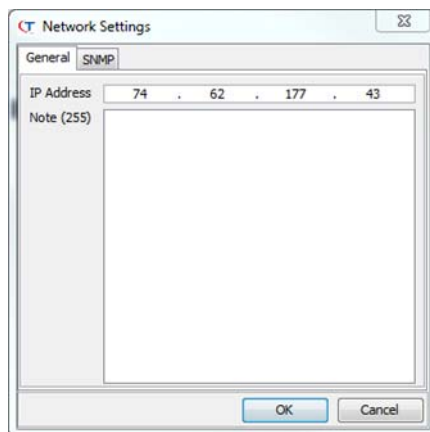 CT Network Settings
General SNMP
IP Address 74 . 62 . 177 . 43
Note (255)
OK Cancel